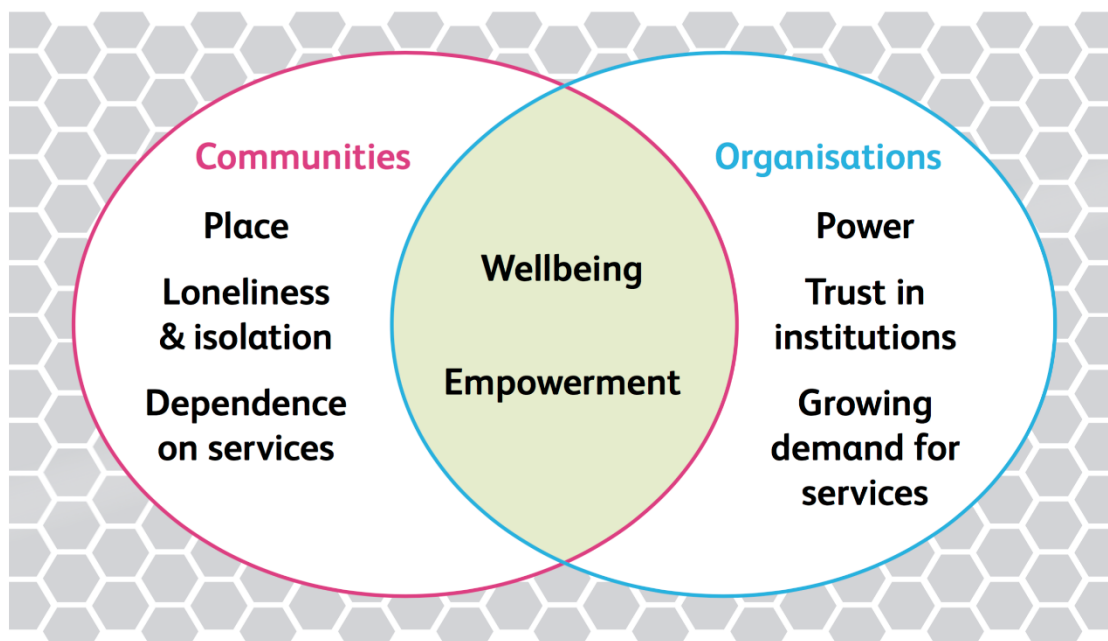 Communities
Place
Loneliness
& isolation
Dependence
on services
Wellbeing
Empowerment
Organisations
Power
Trust in
institutions
Growing
demand for
services